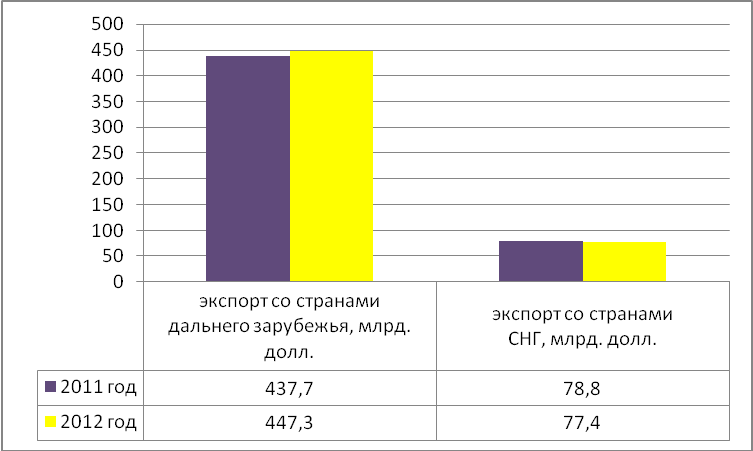 500
450
400
350
300
250
200
150
100
50
0
экспорт со странами
дальнего зарубежья, млрд.
долл.
экспорт со странами
СНГ, млрд. долл.
2011 год 437,7 78,8
2012 год 447,3 77,4